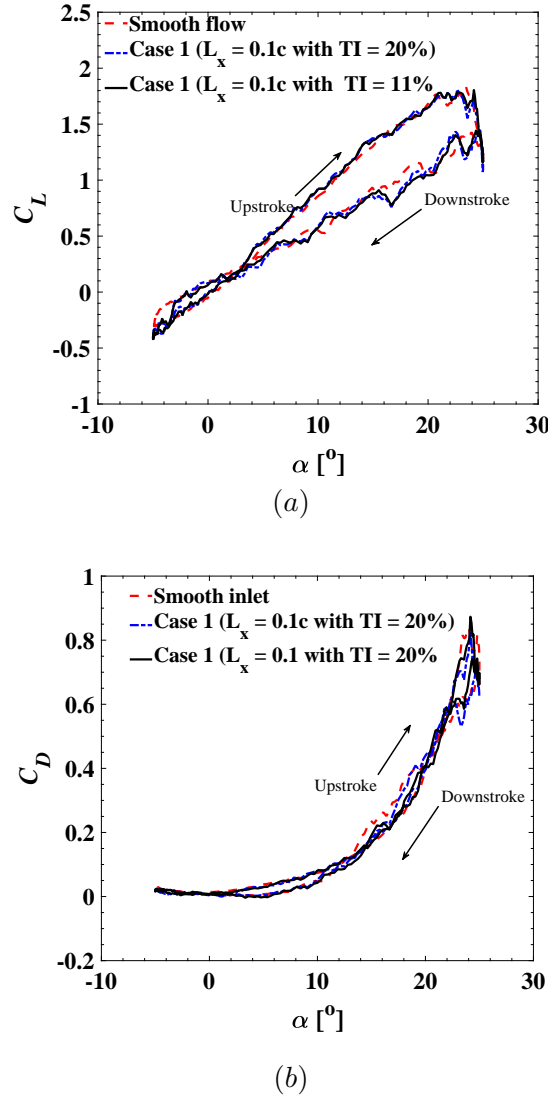 Smooth flow
Case 1 (L_x = 0.1c with TI = 20%)
Case 1 (L_x = 0.1c with TI = 11%
2.5
2
1.5
1
0.5
0
-0.5
-1
C_L
Upstroke
Downstroke
-10 0 10 20 30
α [°]
(a)
Smooth inlet
Case 1 (L_x = 0.1c with TI = 20%)
Case 1 (L_x = 0.1 with TI = 20%
1
0.8
0.6
0.4
0.2
0
-0.2
C_D
Upstroke
Downstroke
-10 0 10 20 30
α [°]
(b)